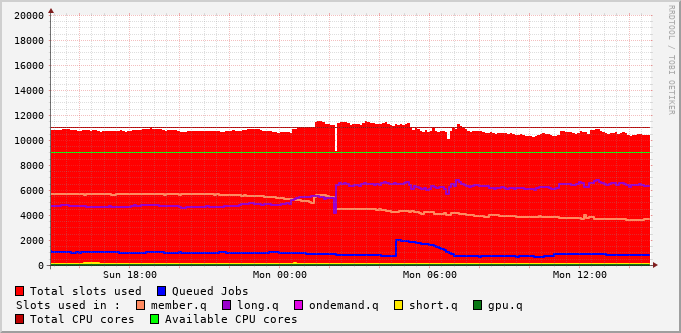 20000
18000
16000
14000
12000
10000
8000
6000
4000
2000
0
Sun 18:00 Mon 00:00 Mon 06:00 Mon 12:00
RRDTOOL / TOBI OETIKER
Total slots used Queued Jobs
Slots used in : member.q long.q ondemand.q short.q gpu.q
Total CPU cores Available CPU cores